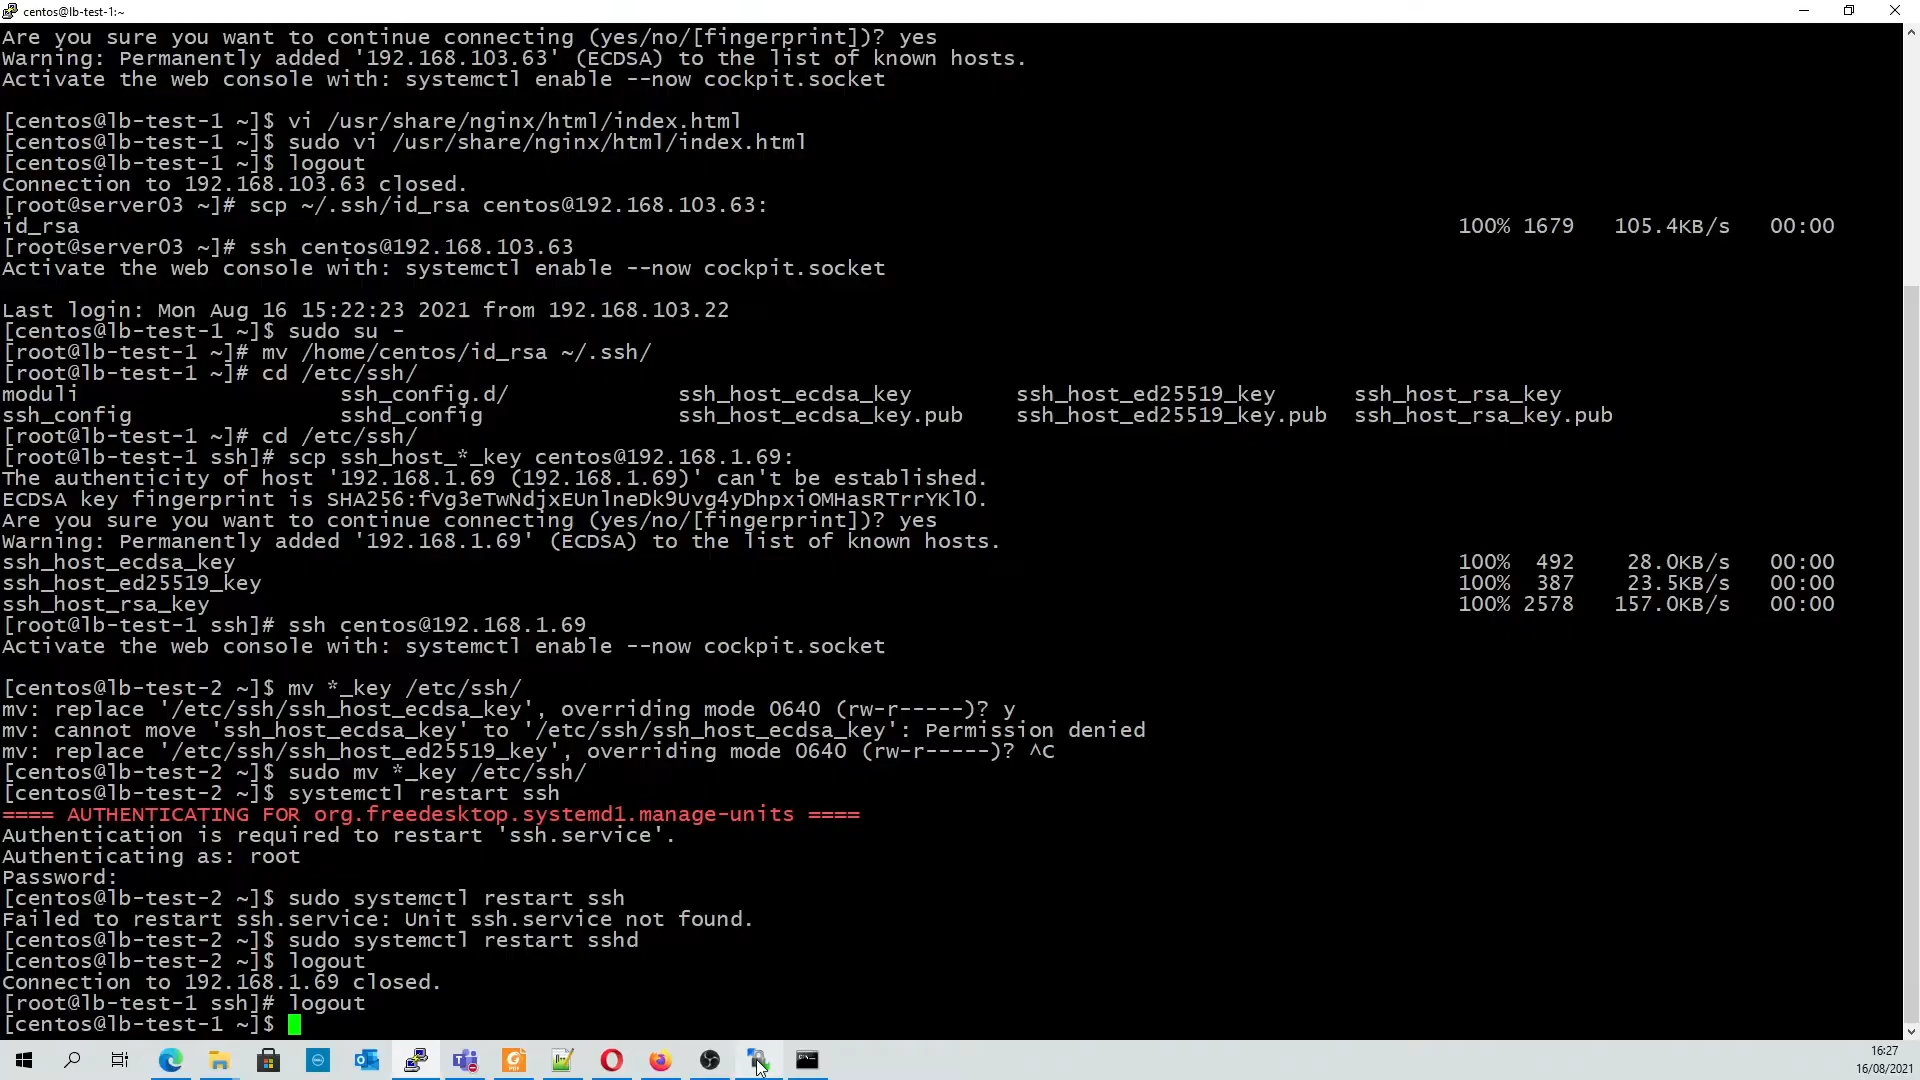 centos@lb-test-1:~
Are you sure you want to continue connecting (yes/no/[fingerprint])? yes
Warning: Permanently added '192.168.103.63' (ECDSA) to the list of known hosts.
Activate the web console with: systemctl enable --now cockpit.socket
[centos@lb-test-1 ~]$ vi /usr/share/nginx/html/index.html
[centos@lb-test-1 ~]$ sudo vi /usr/share/nginx/html/index.html
[centos@lb-test-1 ~]$ logout
Connection to 192.168.103.63 closed.
[root@server03 ~]# scp ~/.ssh/id_rsa centos@192.168.103.63:
id_rsa 100% 1679 105.4KB/s 00:00
[root@server03 ~]# ssh centos@192.168.103.63
Activate the web console with: systemctl enable --now cockpit.socket
Last login: Mon Aug 16 15:22:23 2021 from 192.168.103.22
[centos@lb-test-1 ~]$ sudo su -
[root@lb-test-1 ~]# mv /home/centos/id_rsa ~/.ssh/
[root@lb-test-1 ~]# cd /etc/ssh/
moduli ssh_config.d/ ssh_host_ecdsa_key ssh_host_ed25519_key ssh_host_rsa_key
ssh_config sshd_config ssh_host_ecdsa_key.pub ssh_host_ed25519_key.pub ssh_host_rsa_key.pub
[root@lb-test-1 ~]# cd /etc/ssh/
[root@lb-test-1 ssh]# scp ssh_host_*_key centos@192.168.1.69:
The authenticity of host '192.168.1.69 (192.168.1.69)' can't be established.
ECDSA key fingerprint is SHA256:fVg3eTwNdjxEUnlneDk9Uvg4yDhpxiOMHasRTrrYKl0.
Are you sure you want to continue connecting (yes/no/[fingerprint])? yes
Warning: Permanently added '192.168.1.69' (ECDSA) to the list of known hosts.
ssh_host_ecdsa_key 100% 492 28.0KB/s 00:00
ssh_host_ed25519_key 100% 387 23.5KB/s 00:00
ssh_host_rsa_key 100% 2578 157.0KB/s 00:00
[root@lb-test-1 ssh]# ssh centos@192.168.1.69
Activate the web console with: systemctl enable --now cockpit.socket
[centos@lb-test-2 ~]$ mv *_key /etc/ssh/
mv: replace '/etc/ssh/ssh_host_ecdsa_key', overriding mode 0640 (rw-r-----)? y
mv: cannot move 'ssh_host_ecdsa_key' to '/etc/ssh/ssh_host_ecdsa_key': Permission denied
mv: replace '/etc/ssh/ssh_host_ed25519_key', overriding mode 0640 (rw-r-----)? ^C
[centos@lb-test-2 ~]$ sudo mv *_key /etc/ssh/
[centos@lb-test-2 ~]$ systemctl restart ssh
==== AUTHENTICATING FOR org.freedesktop.systemd1.manage-units ====
Authentication is required to restart 'ssh.service'.
Authenticating as: root
Password:
[centos@lb-test-2 ~]$ sudo systemctl restart ssh
Failed to restart ssh.service: Unit ssh.service not found.
[centos@lb-test-2 ~]$ sudo systemctl restart sshd
[centos@lb-test-2 ~]$ logout
Connection to 192.168.1.69 closed.
[root@lb-test-1 ssh]# logout
[centos@lb-test-1 ~]$
16:27
16/08/2021